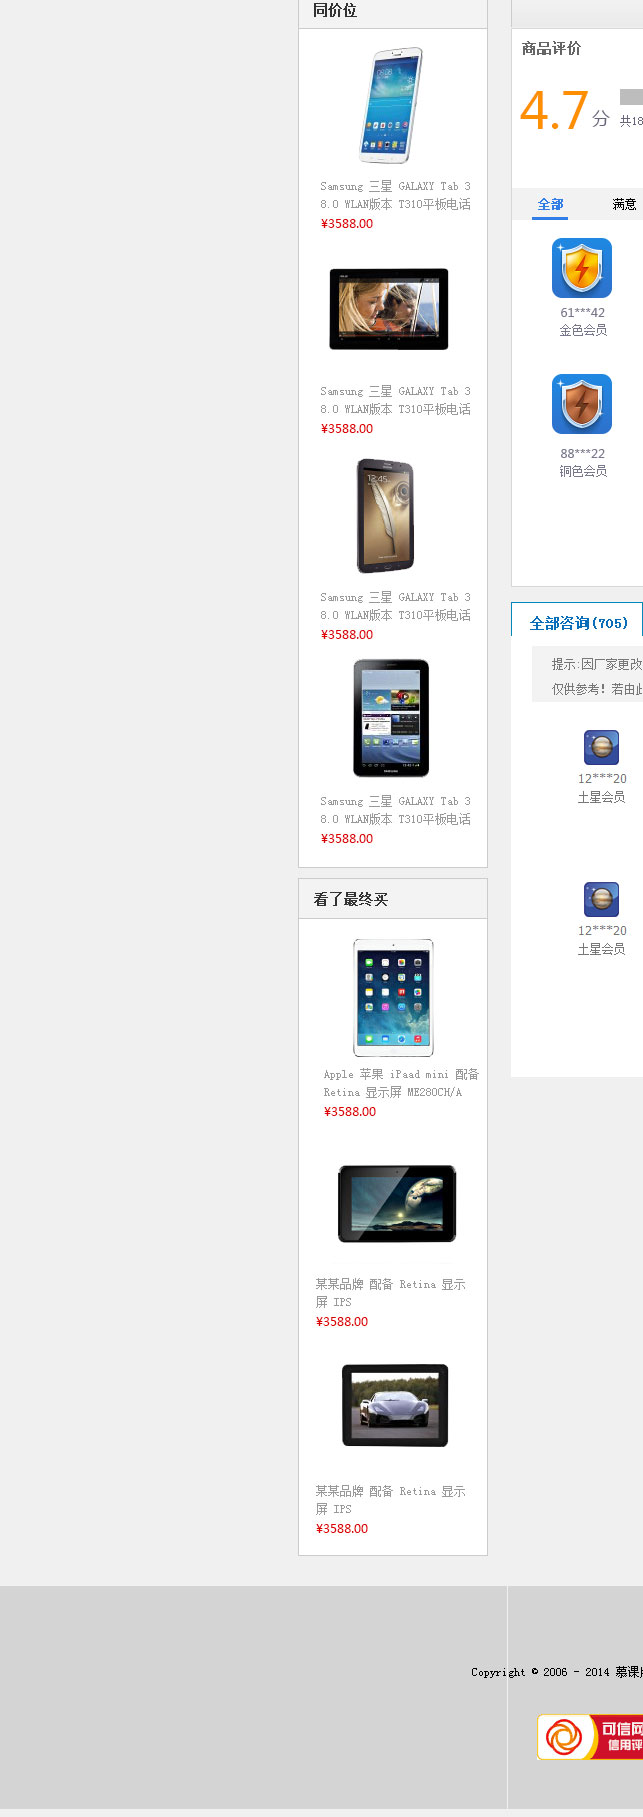 同价位
Samsung 三星 GALAXY Tab 3
8.0 WLAN版本 T310平板电话
¥3588.00
Samsung 三星 GALAXY Tab 3
8.0 WLAN版本 T310平板电话
¥3588.00
Samsung 三星 GALAXY Tab 3
8.0 WLAN版本 T310平板电话
¥3588.00
Samsung 三星 GALAXY Tab 3
8.0 WLAN版本 T310平板电话
¥3588.00
看了最终买
Apple 苹果 iPaad mini 配备
Retina 显示屏 ME280CH/A
¥3588.00
某某品牌 配备 Retina 显示
屏 IPS
¥3588.00
某某品牌 配备 Retina 显示
屏 IPS
¥3588.00
商品评价
4.7 分
共18
全部 满意
61***42
金色会员
88***22
铜色会员
全部咨询(705)
提示:因厂家更改
仅供参考！若由此
12***20
土星会员
12***20
土星会员
Copyright © 2006 - 2014 慕课
可信网
信用评